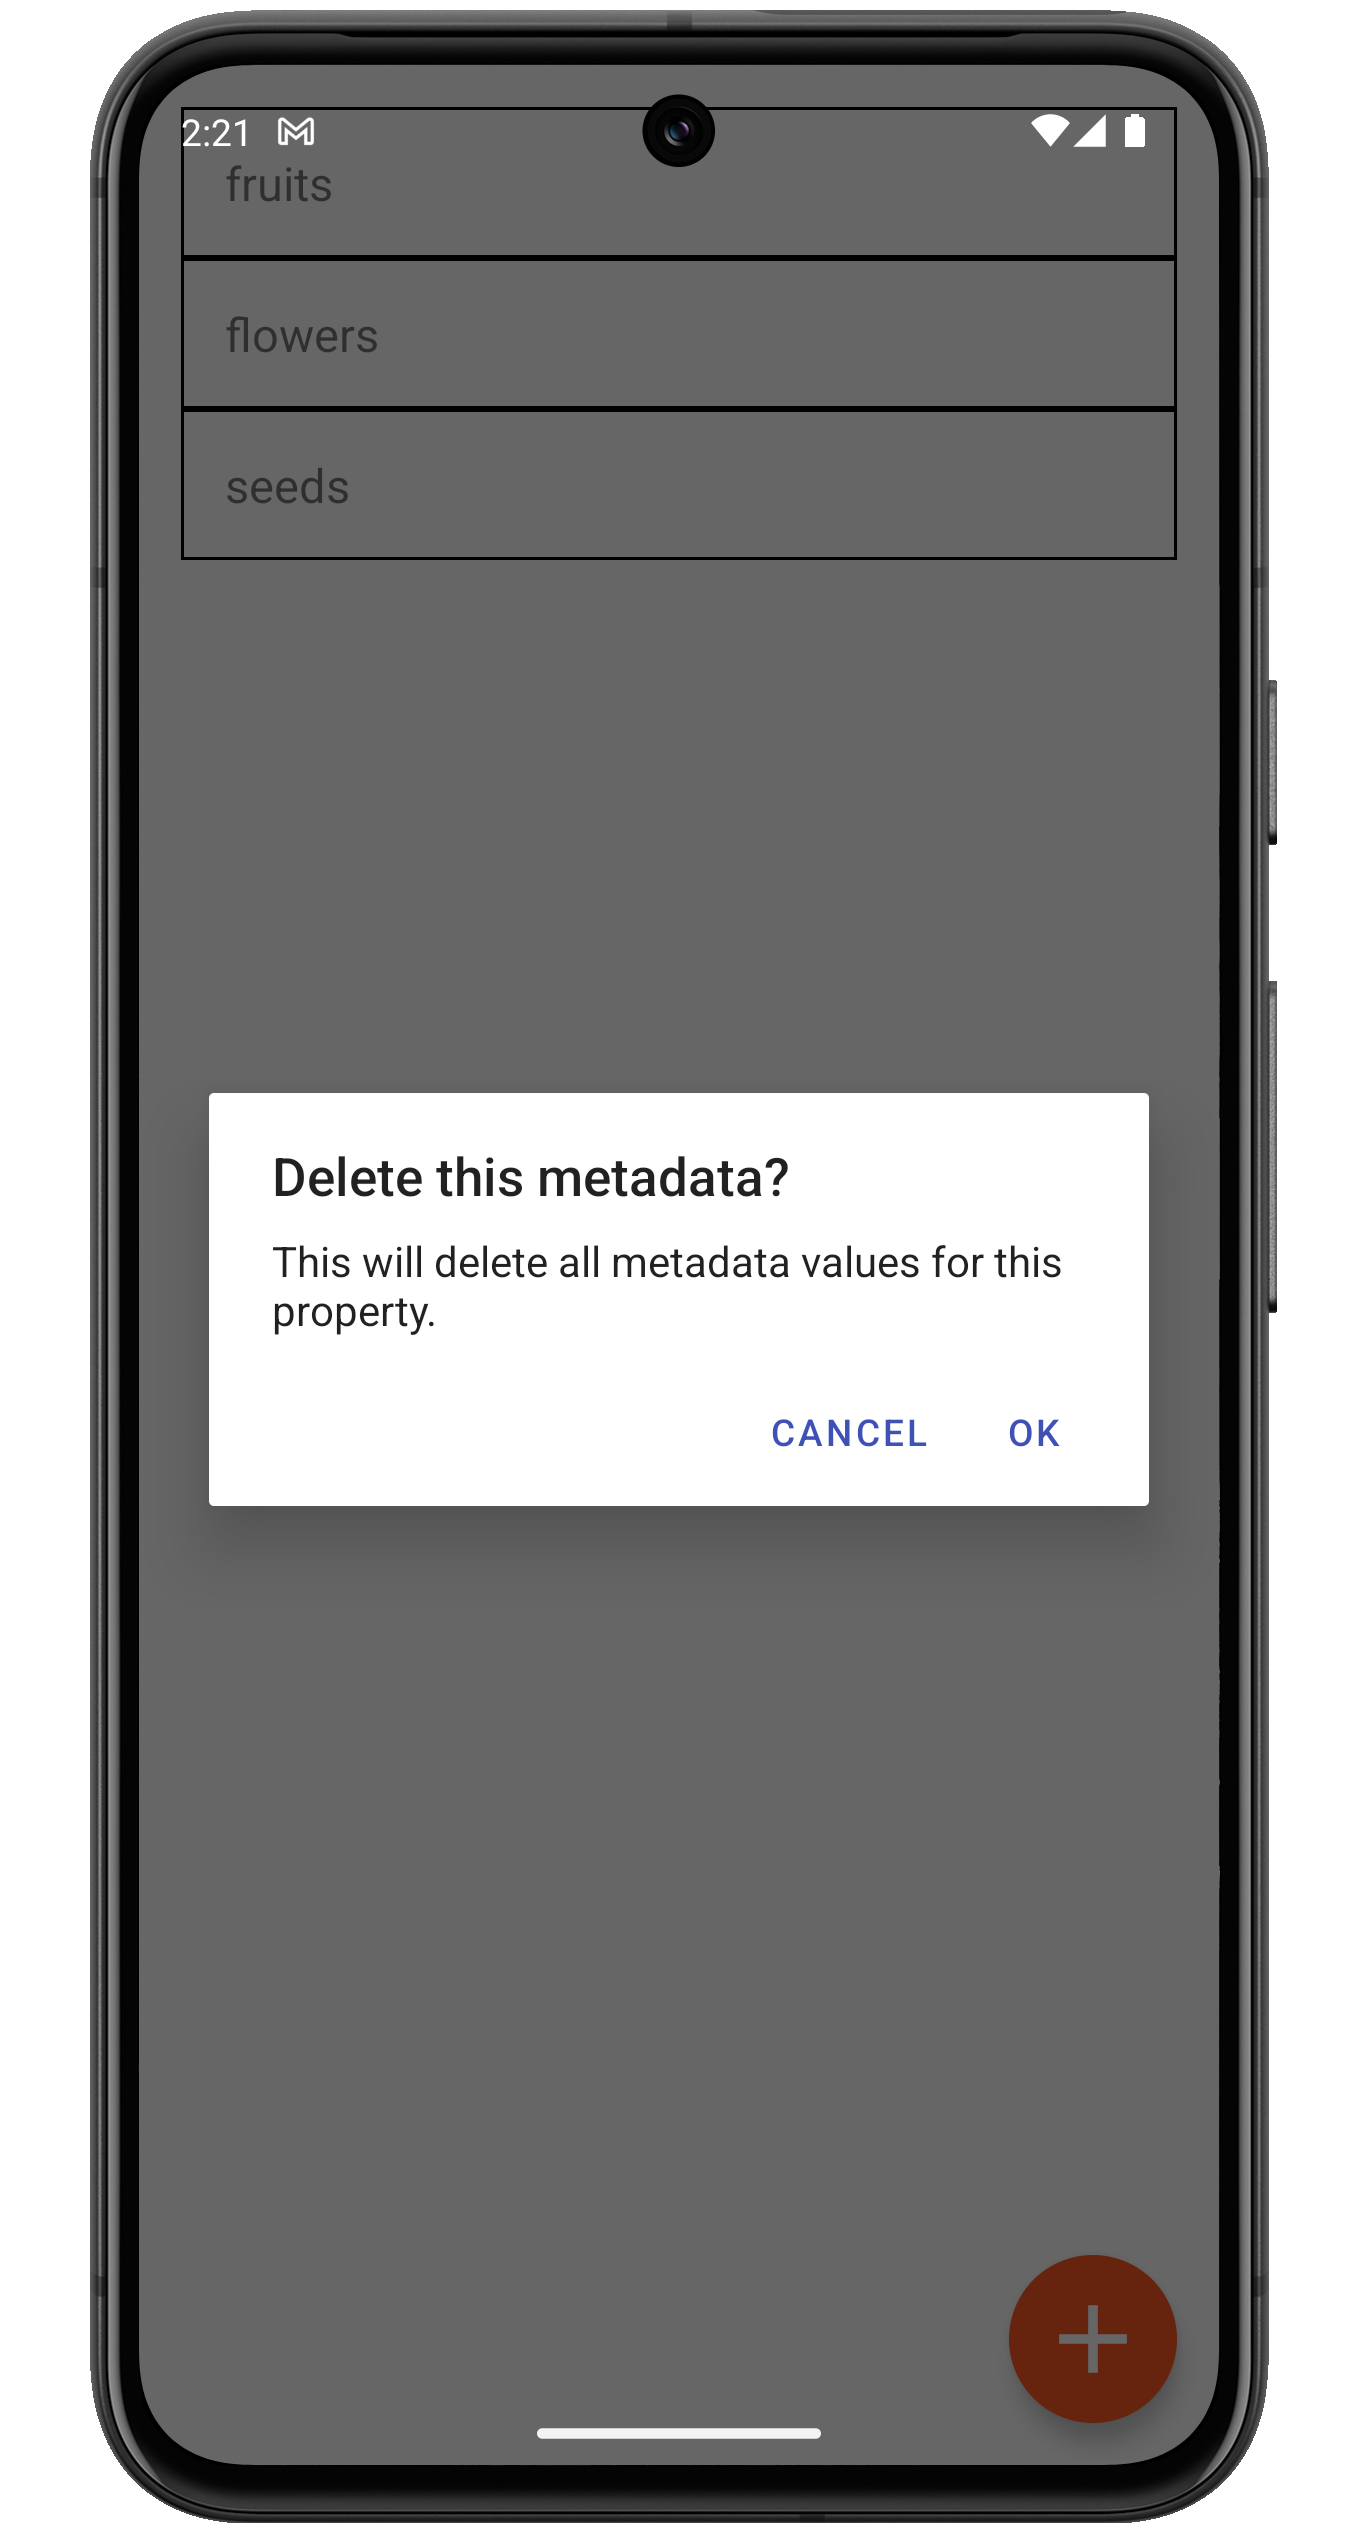 2:21
fruits
flowers
seeds
Delete this metadata?
This will delete all metadata values for this
property.
CANCEL OK